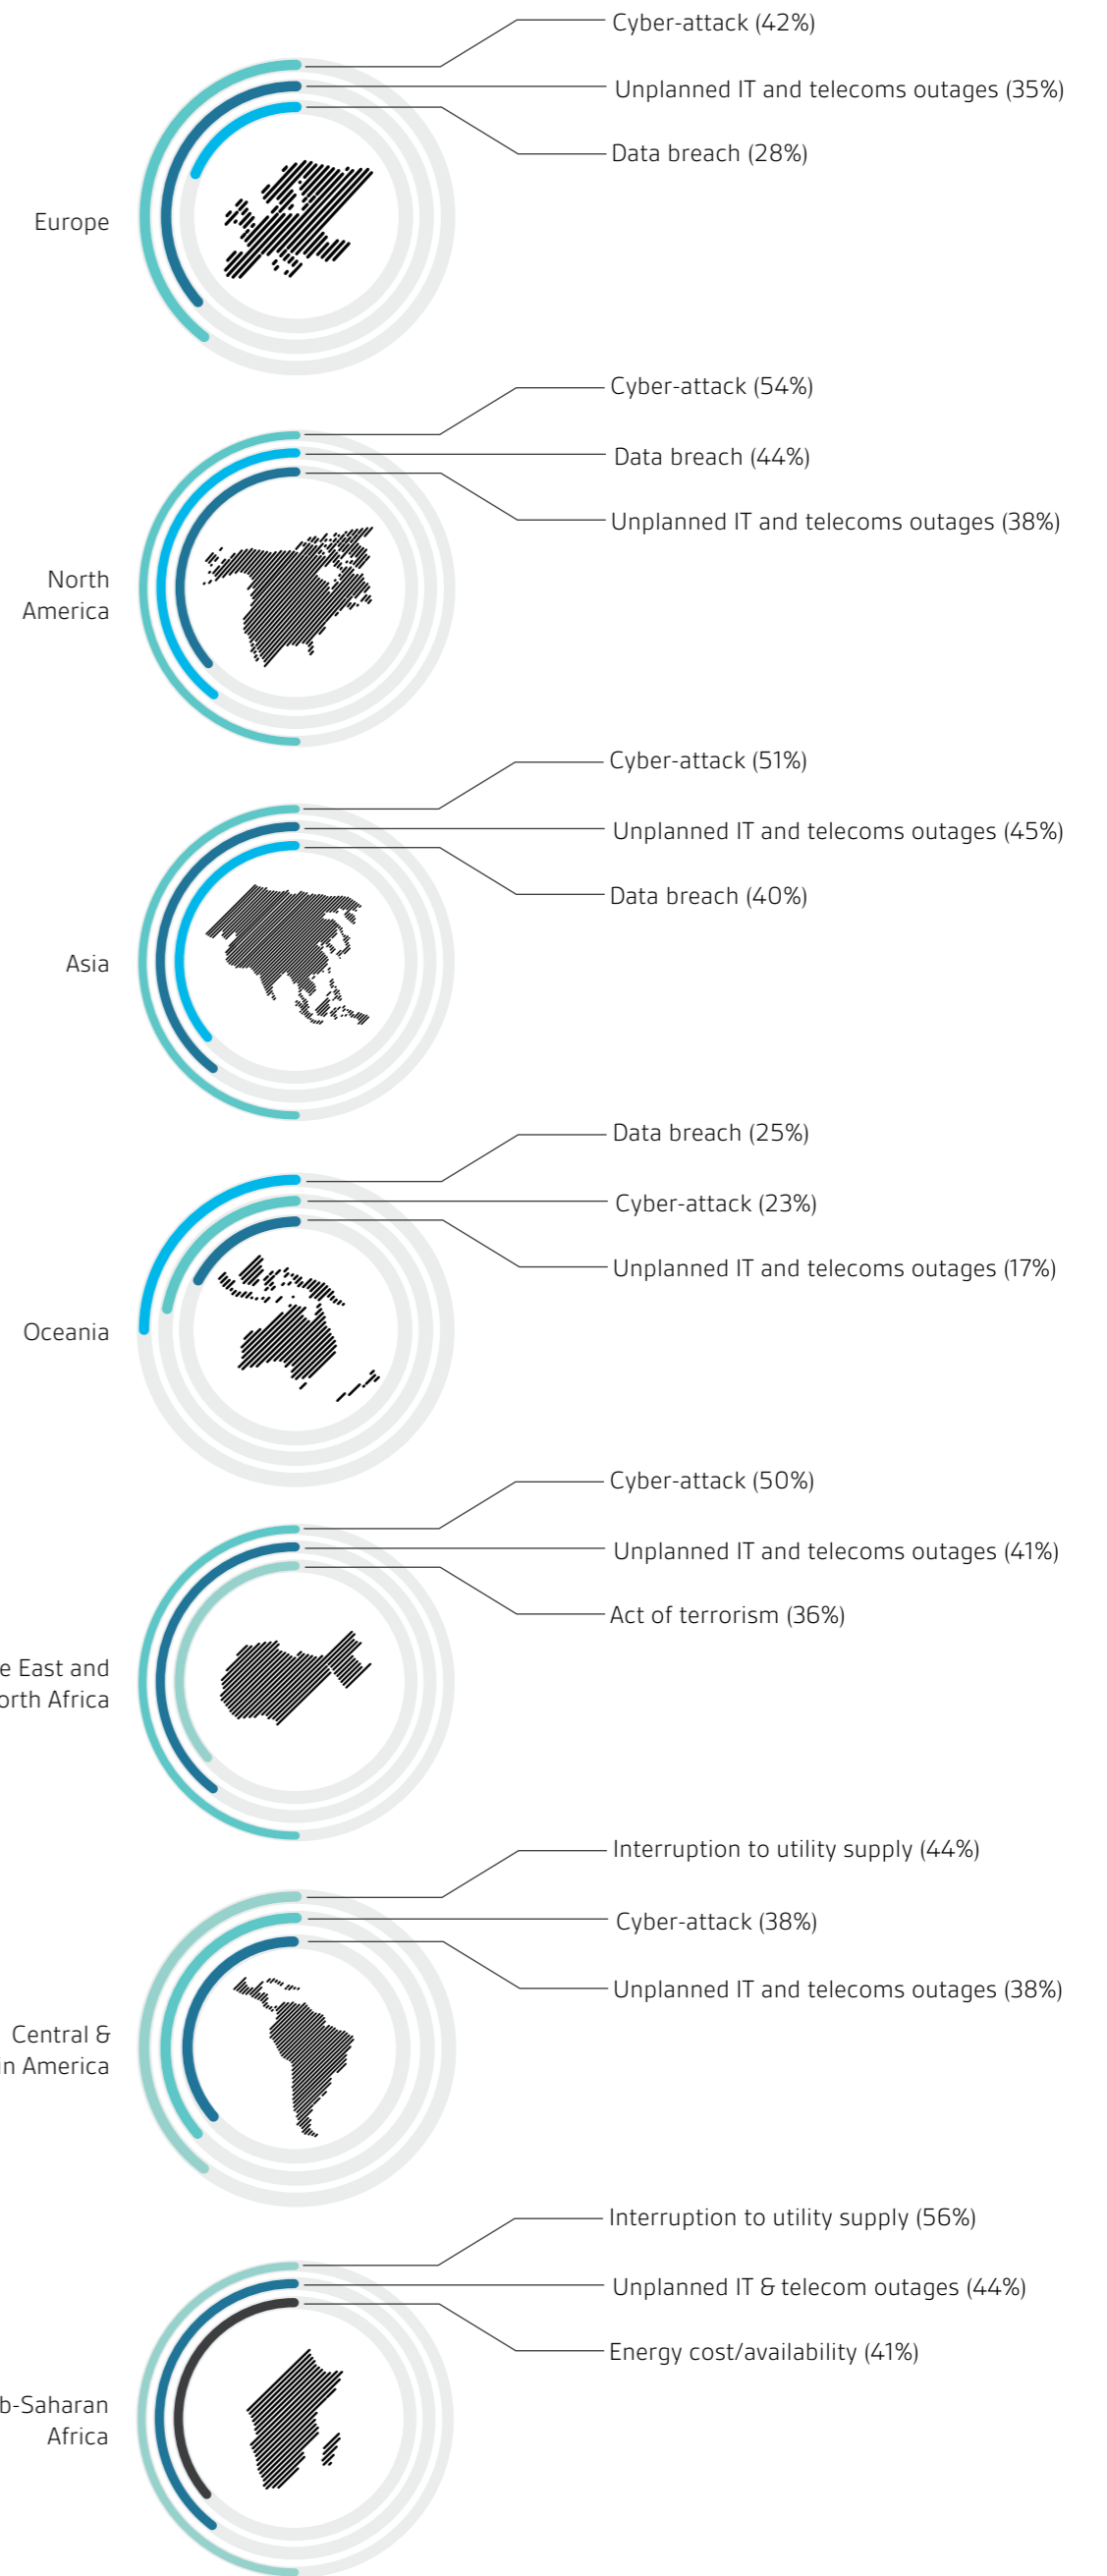 Cyber-attack (42%)
Unplanned IT and telecoms outages (35%)
Data breach (28%)
Europe
Cyber-attack (54%)
Data breach (44%)
Unplanned IT and telecoms outages (38%)
North
America
Cyber-attack (51%)
Unplanned IT and telecoms outages (45%)
Data breach (40%)
Asia
Data breach (25%)
Cyber-attack (23%)
Unplanned IT and telecoms outages (17%)
Oceania
Cyber-attack (50%)
Unplanned IT and telecoms outages (41%)
Act of terrorism (36%)
e East and
orth Africa
Interruption to utility supply (44%)
Cyber-attack (38%)
Unplanned IT and telecoms outages (38%)
Central &
in America
Interruption to utility supply (56%)
Unplanned IT & telecom outages (44%)
Energy cost/availability (41%)
b-Saharan
Africa